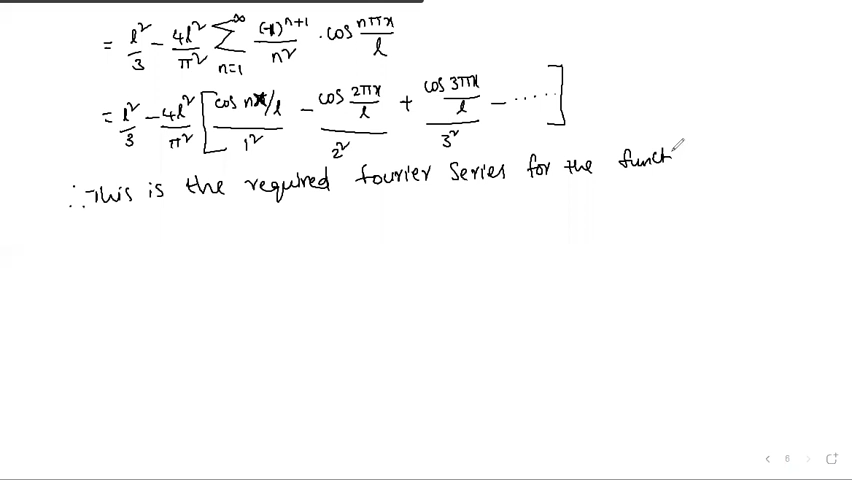 = l²/3 - 4l²/π² ∑_{n=1}^{∞} (-1)^{n+1}/n² · cos nπx/l
= l²/3 - 4l²/π² [ cos πx/l / 1² - cos 2πx/l / 2² + cos 3πx/l / 3² - ...... ]
∴ This is the required fourier series for the funct
6